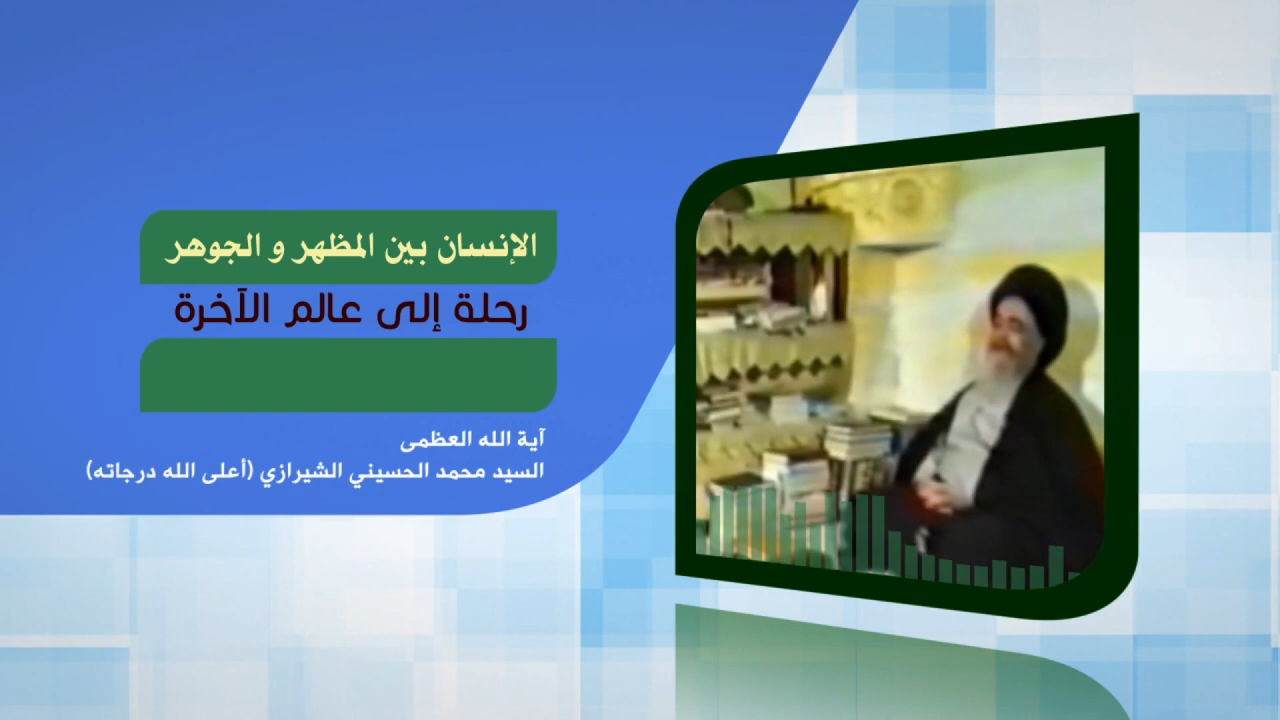 الإنسان بين المظهر و الجوهر
رحلة إلى عالم الآخرة
آية الله العظمى
السيد محمد الحسيني الشيرازي (أعلى الله درجاته)